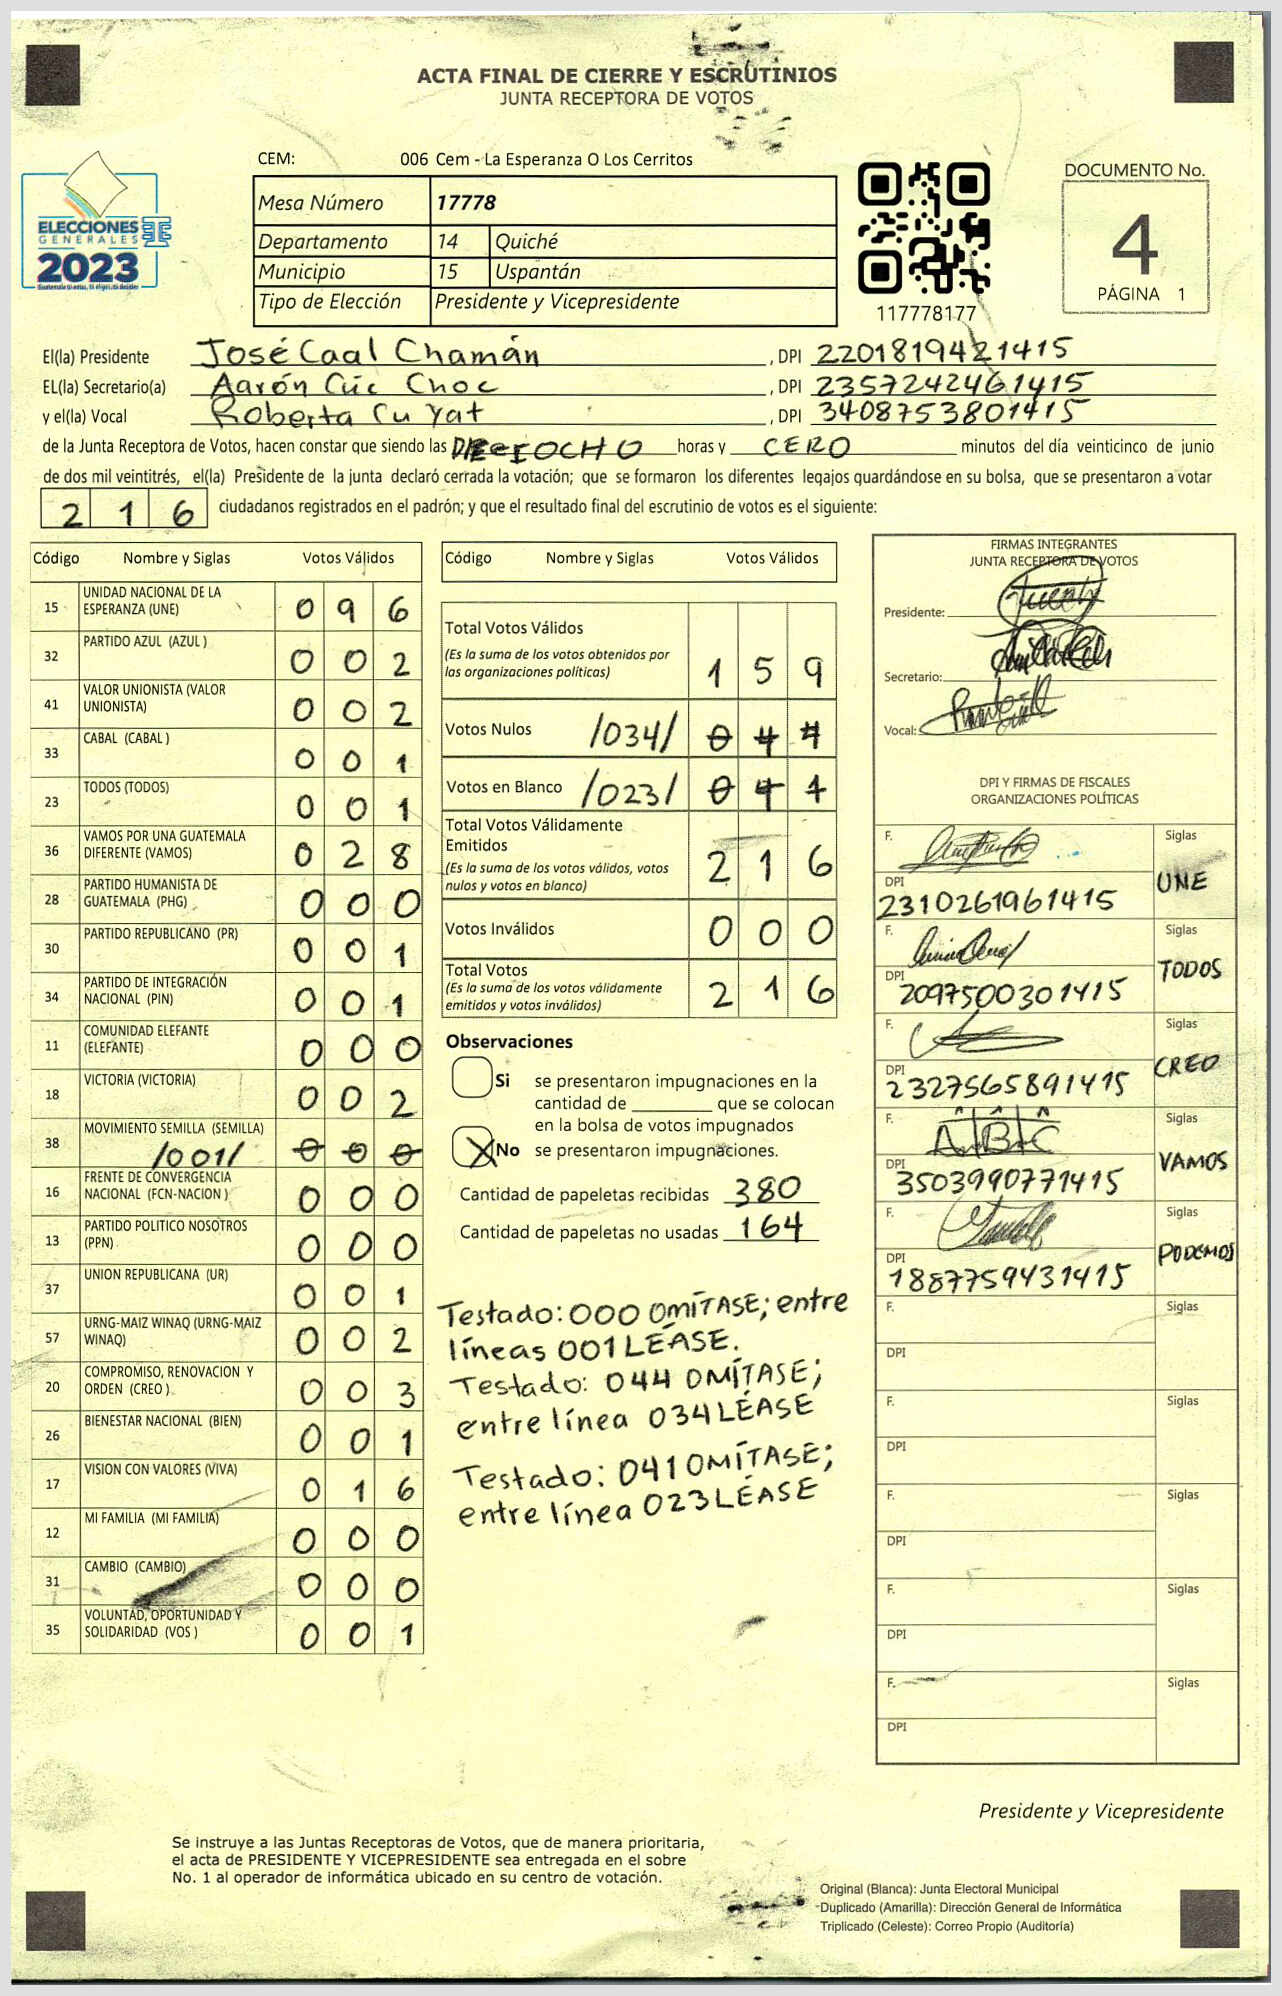 ACTA FINAL DE CIERRE Y ESCRUTINIOS
JUNTA RECEPTORA DE VOTOS
CEM: 006 Cem - La Esperanza O Los Cerritos
ELECCIONES
GENERALES
2023
Mesa Número 17778
Departamento 14 Quiché
Municipio 15 Uspantán
Tipo de Elección Presidente y Vicepresidente
117778177
DOCUMENTO No.
4
PÁGINA 1
El(la) Presidente José Caal Chamán, DPI 2201819421415
EL(la) Secretario(a) Aarón Cúc Choc, DPI 2357242461415
y el(la) Vocal Roberta Cu Yat, DPI 3408753801415
de la Junta Receptora de Votos, hacen constar que siendo las DIECIOCHO horas y CERO minutos del día veinticinco de junio
de dos mil veintitrés, el(la) Presidente de la junta declaró cerrada la votación; que se formaron los diferentes legajos guardándose en su bolsa, que se presentaron a votar
216 ciudadanos registrados en el padrón; y que el resultado final del escrutinio de votos es el siguiente:
Código Nombre y Siglas Votos Válidos
15 UNIDAD NACIONAL DE LA ESPERANZA (UNE) 0 9 6
32 PARTIDO AZUL (AZUL ) 0 0 2
41 VALOR UNIONISTA (VALOR UNIONISTA) 0 0 2
33 CABAL (CABAL ) 0 0 1
23 TODOS (TODOS) 0 0 1
36 VAMOS POR UNA GUATEMALA DIFERENTE (VAMOS) 0 2 8
28 PARTIDO HUMANISTA DE GUATEMALA (PHG) 0 0 0
30 PARTIDO REPUBLICANO (PR) 0 0 1
34 PARTIDO DE INTEGRACIÓN NACIONAL (PIN) 0 0 1
11 COMUNIDAD ELEFANTE (ELEFANTE) 0 0 0
18 VICTORIA (VICTORIA) 0 0 2
38 MOVIMIENTO SEMILLA (SEMILLA) /001/ 0 0 0
16 FRENTE DE CONVERGENCIA NACIONAL (FCN-NACION ) 0 0 0
13 PARTIDO POLITICO NOSOTROS (PPN) 0 0 0
37 UNION REPUBLICANA (UR) 0 0 1
57 URNG-MAIZ WINAQ (URNG-MAIZ WINAQ) 0 0 2
20 COMPROMISO, RENOVACION Y ORDEN (CREO ) 0 0 3
26 BIENESTAR NACIONAL (BIEN) 0 0 1
17 VISION CON VALORES (VIVA) 0 1 6
12 MI FAMILIA (MI FAMILIA) 0 0 0
31 CAMBIO (CAMBIO) 0 0 0
35 VOLUNTAD, OPORTUNIDAD Y SOLIDARIDAD (VOS ) 0 0 1
Código Nombre y Siglas Votos Válidos
Total Votos Válidos
(Es la suma de los votos obtenidos por
las organizaciones políticas) 1 5 9
Votos Nulos /034/ 0 4 4
Votos en Blanco /023/ 0 4 1
Total Votos Válidamente
Emitidos
(Es la suma de los votos válidos, votos
nulos y votos en blanco) 2 1 6
Votos Inválidos 0 0 0
Total Votos
(Es la suma de los votos válidamente
emitidos y votos inválidos) 2 1 6
Observaciones
Si se presentaron impugnaciones en la
cantidad de ________ que se colocan
en la bolsa de votos impugnados
X No se presentaron impugnaciones.
Cantidad de papeletas recibidas 380
Cantidad de papeletas no usadas 164
Testado: 000 OMÍTASE; entre
líneas 001 LÉASE.
Testado: 044 OMÍTASE;
entre línea 034 LÉASE
Testado: 041 OMÍTASE;
entre línea 023 LÉASE
FIRMAS INTEGRANTES
JUNTA RECEPTORA DE VOTOS
Presidente:
Secretario:
Vocal:
DPI Y FIRMAS DE FISCALES
ORGANIZACIONES POLÍTICAS
F. Siglas
DPI UNE
2310261961415
F. Siglas
DPI TODOS
2097500301415
F. Siglas
DPI CREO
2327565891415
F. A B C Siglas
DPI VAMOS
3503990771415
F. Siglas
DPI PODEMOS
1887759431415
F. Siglas
DPI
F. Siglas
DPI
F. Siglas
DPI
F. Siglas
DPI
F. Siglas
DPI
Presidente y Vicepresidente
Se instruye a las Juntas Receptoras de Votos, que de manera prioritaria,
el acta de PRESIDENTE Y VICEPRESIDENTE sea entregada en el sobre
No. 1 al operador de informática ubicado en su centro de votación.
Original (Blanca): Junta Electoral Municipal
Duplicado (Amarilla): Dirección General de Informática
Triplicado (Celeste): Correo Propio (Auditoría)